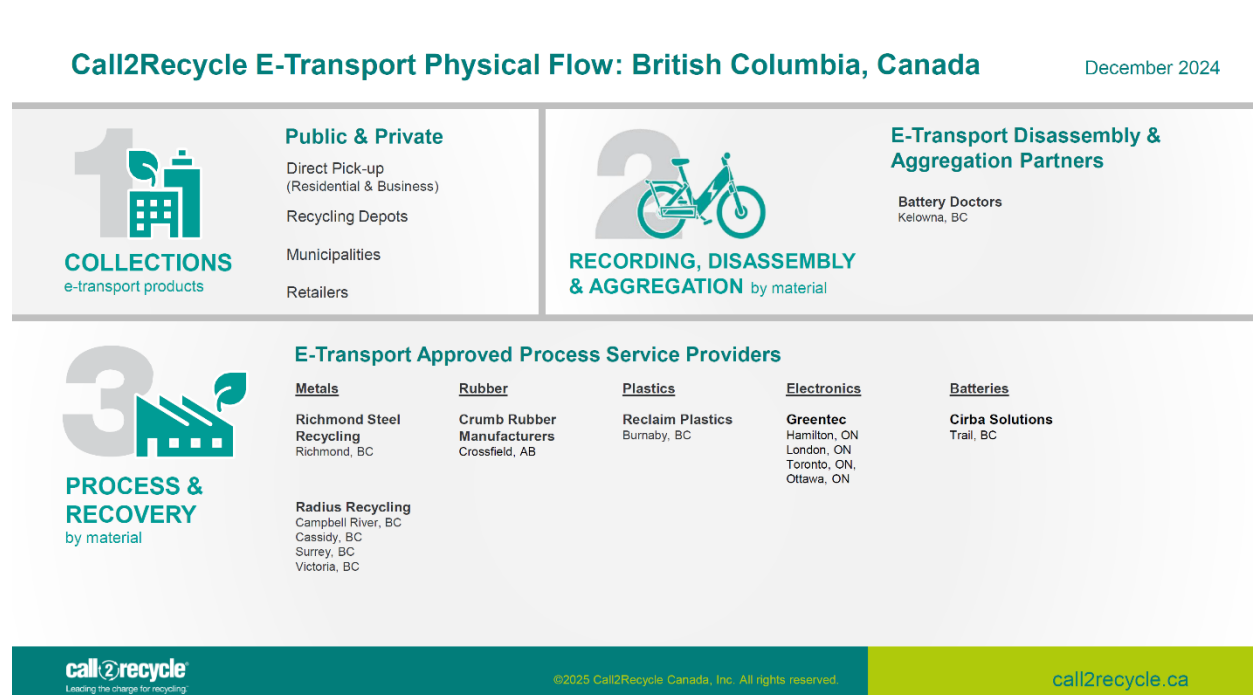 Call2Recycle E-Transport Physical Flow: British Columbia, Canada
December 2024
1
COLLECTIONS
e-transport products
Public & Private
Direct Pick-up
(Residential & Business)
Recycling Depots
Municipalities
Retailers
2
RECORDING, DISASSEMBLY
& AGGREGATION by material
E-Transport Disassembly &
Aggregation Partners
Battery Doctors
Kelowna, BC
3
PROCESS &
RECOVERY
by material
E-Transport Approved Process Service Providers
Metals
Richmond Steel
Recycling
Richmond, BC
Radius Recycling
Campbell River, BC
Cassidy, BC
Surrey, BC
Victoria, BC
Rubber
Crumb Rubber
Manufacturers
Crossfield, AB
Plastics
Reclaim Plastics
Burnaby, BC
Electronics
Greentec
Hamilton, ON
London, ON
Toronto, ON,
Ottawa, ON
Batteries
Cirba Solutions
Trail, BC
call2recycle®
Leading the charge for recycling.™
©2025 Call2Recycle Canada, Inc. All rights reserved.
call2recycle.ca